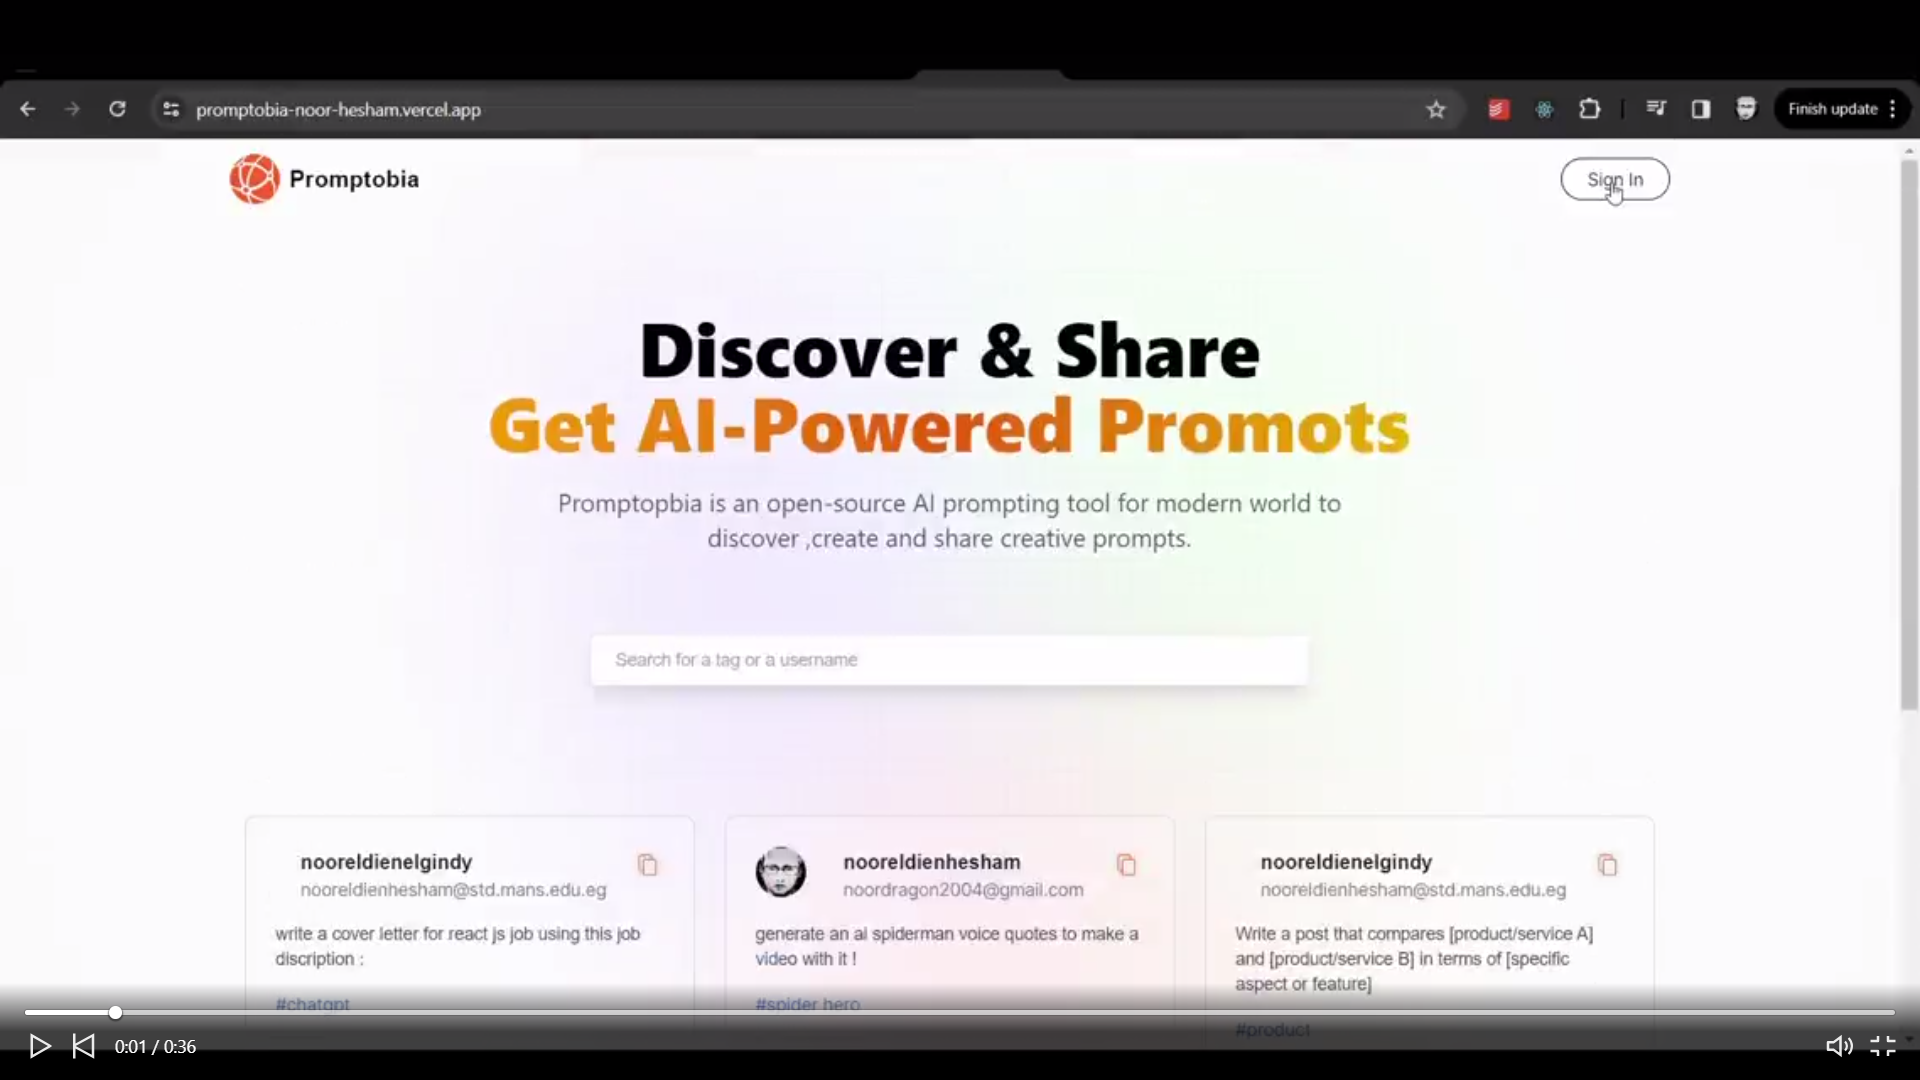 promptobia-noor-hesham.vercel.app
Finish update
Promptobia
Sign In
Discover & Share
Get AI-Powered Promots
Promptopbia is an open-source AI prompting tool for modern world to
discover ,create and share creative prompts.
Search for a tag or a username
nooreldienelgindy
nooreldienhesham@std.mans.edu.eg
write a cover letter for react js job using this job
discription :
#chatgpt
nooreldienhesham
noordragon2004@gmail.com
generate an ai spiderman voice quotes to make a
video with it !
#spider hero
nooreldienelgindy
nooreldienhesham@std.mans.edu.eg
Write a post that compares [product/service A]
and [product/service B] in terms of [specific
aspect or feature]
#product
0:01 / 0:36